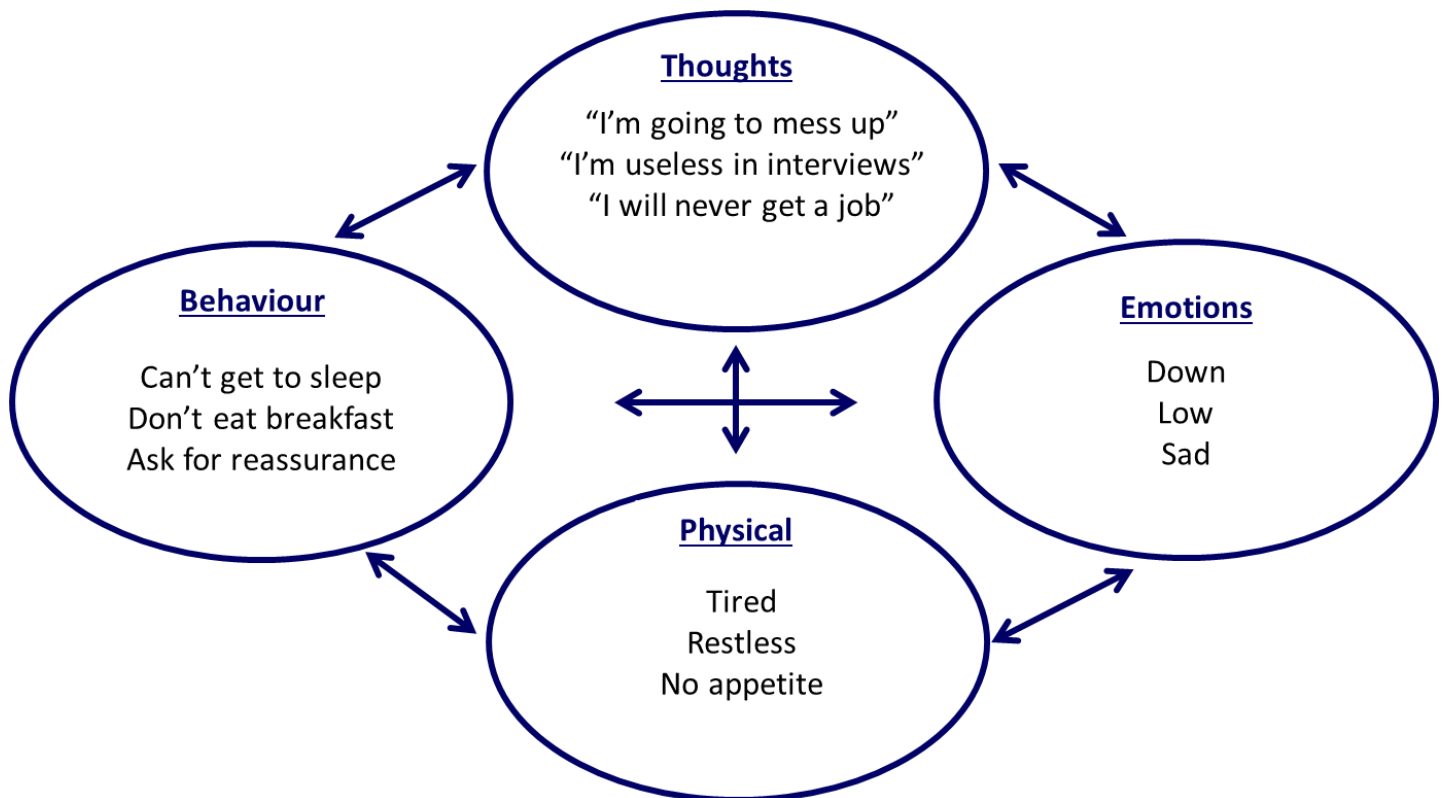 Thoughts
“I’m going to mess up”
“I’m useless in interviews”
“I will never get a job”
Behaviour
Can’t get to sleep
Don’t eat breakfast
Ask for reassurance
Emotions
Down
Low
Sad
Physical
Tired
Restless
No appetite